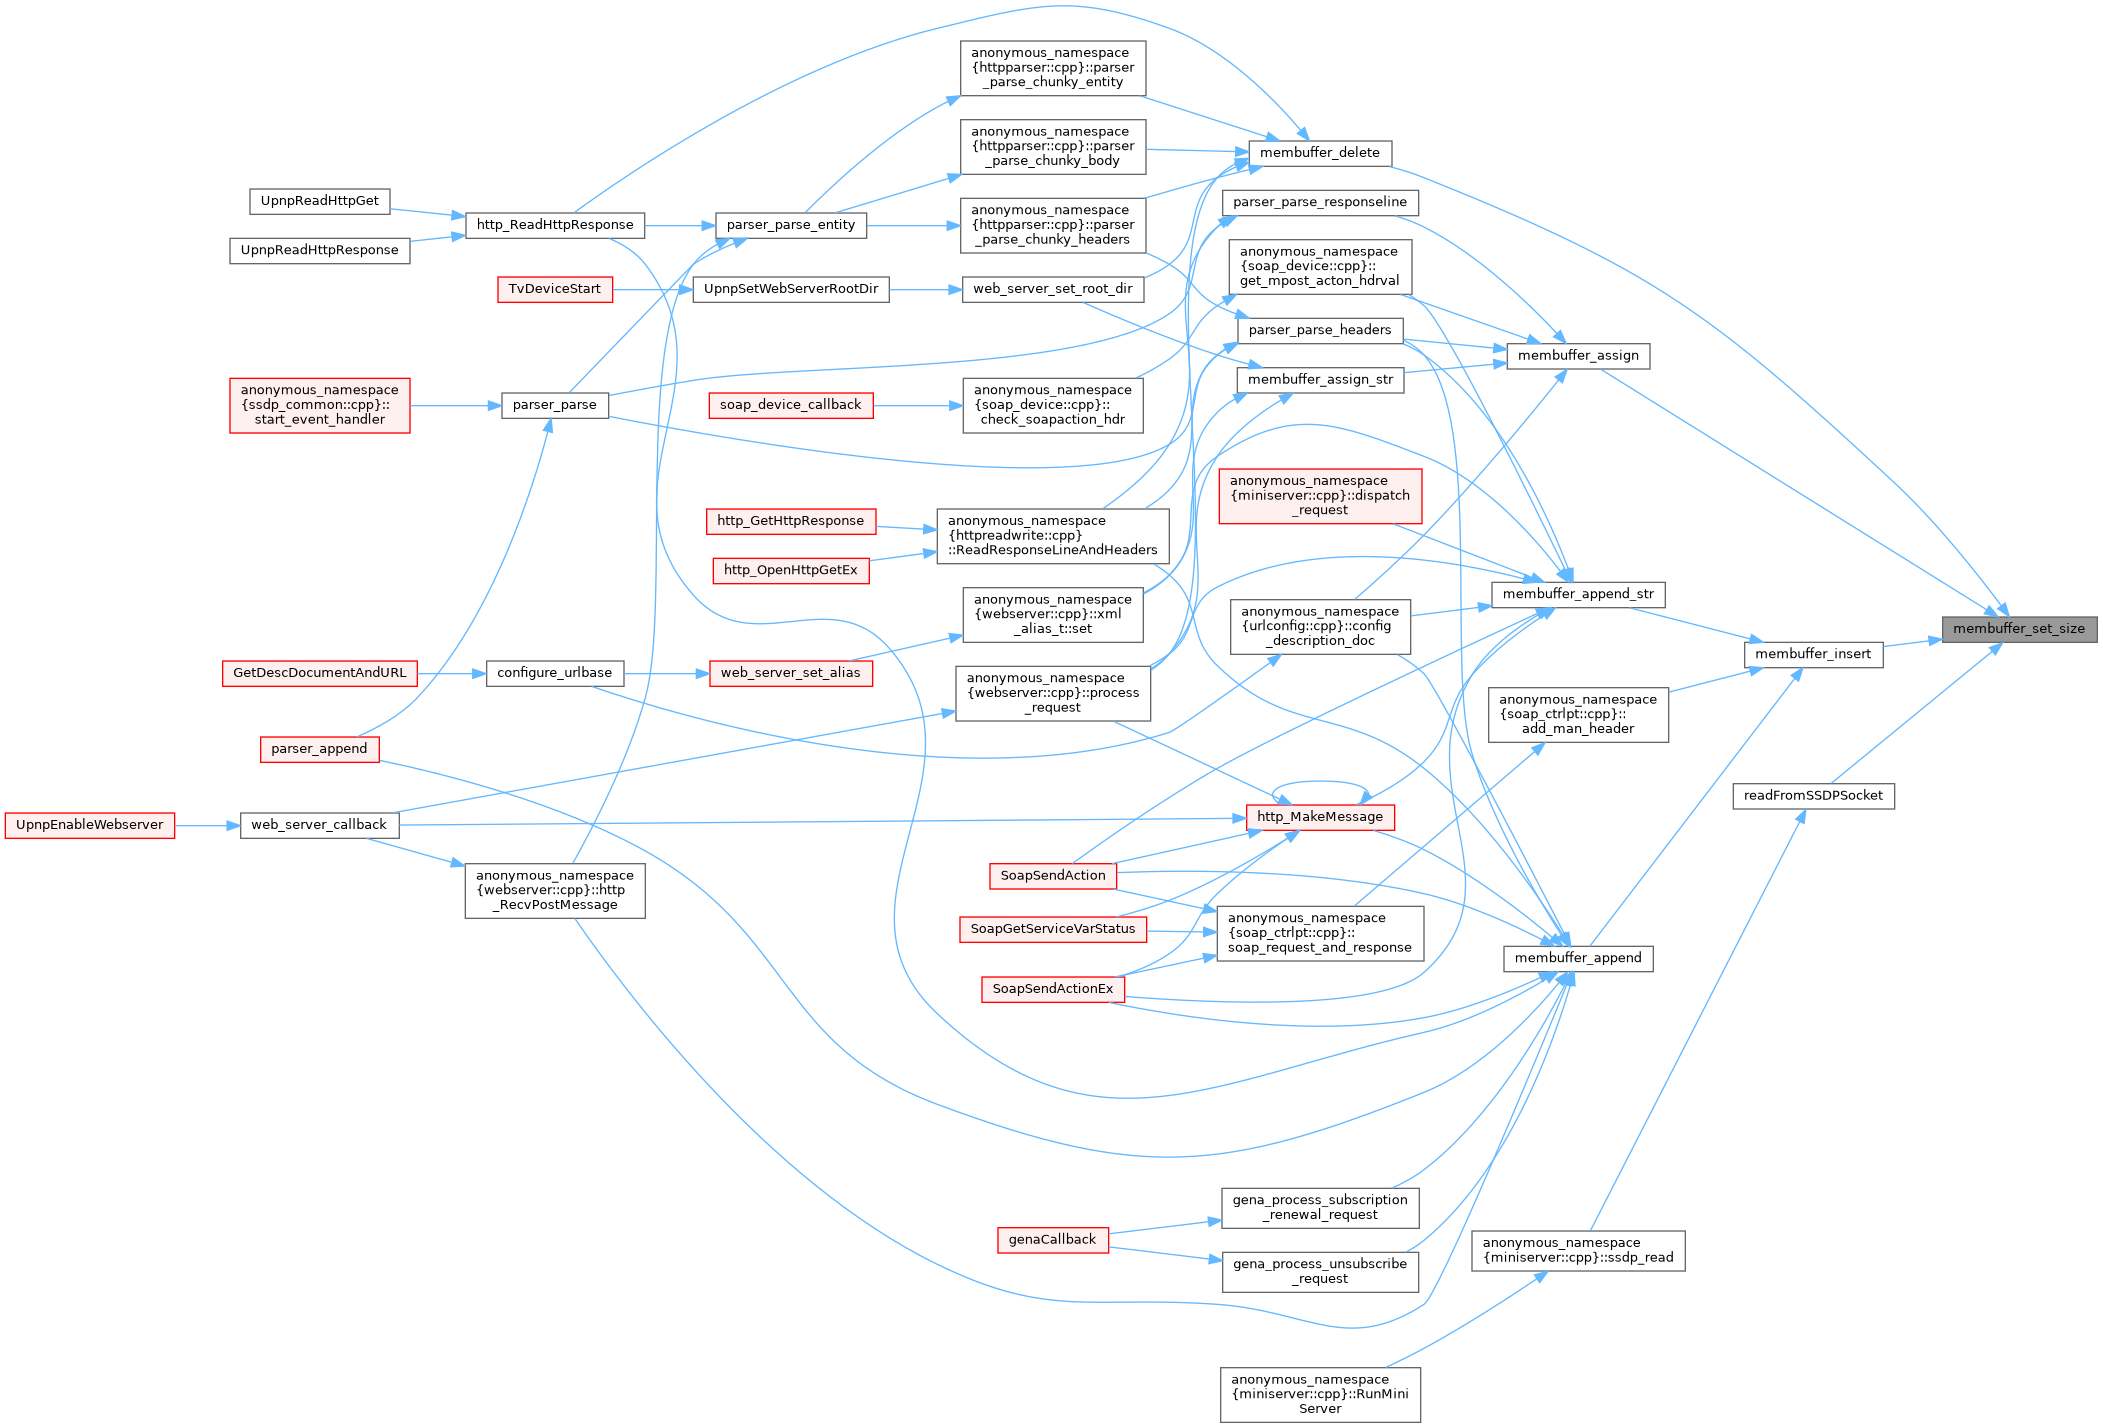 anonymous_namespace
{httpparser::cpp}::parser
_parse_chunky_entity
anonymous_namespace
{httpparser::cpp}::parser
_parse_chunky_body
membuffer_delete
UpnpReadHttpGet
parser_parse_responseline
anonymous_namespace
{httpparser::cpp}::parser
_parse_chunky_headers
http_ReadHttpResponse
parser_parse_entity
UpnpReadHttpResponse
anonymous_namespace
{soap_device::cpp}::
get_mpost_acton_hdrval
TvDeviceStart
UpnpSetWebServerRootDir
web_server_set_root_dir
parser_parse_headers
membuffer_assign
membuffer_assign_str
anonymous_namespace
{ssdp_common::cpp}::
start_event_handler
parser_parse
soap_device_callback
anonymous_namespace
{soap_device::cpp}::
check_soapaction_hdr
anonymous_namespace
{miniserver::cpp}::dispatch
_request
http_GetHttpResponse
anonymous_namespace
{httpreadwrite::cpp}
::ReadResponseLineAndHeaders
http_OpenHttpGetEx
membuffer_append_str
anonymous_namespace
{webserver::cpp}::xml
_alias_t::set
anonymous_namespace
{urlconfig::cpp}::config
_description_doc
membuffer_set_size
membuffer_insert
GetDescDocumentAndURL
configure_urlbase
web_server_set_alias
anonymous_namespace
{webserver::cpp}::process
_request
anonymous_namespace
{soap_ctrlpt::cpp}::
add_man_header
parser_append
readFromSSDPSocket
UpnpEnableWebserver
web_server_callback
http_MakeMessage
anonymous_namespace
{webserver::cpp}::http
_RecvPostMessage
SoapSendAction
SoapGetServiceVarStatus
anonymous_namespace
{soap_ctrlpt::cpp}::
soap_request_and_response
membuffer_append
SoapSendActionEx
gena_process_subscription
_renewal_request
genaCallback
gena_process_unsubscribe
_request
anonymous_namespace
{miniserver::cpp}::ssdp_read
anonymous_namespace
{miniserver::cpp}::RunMini
Server